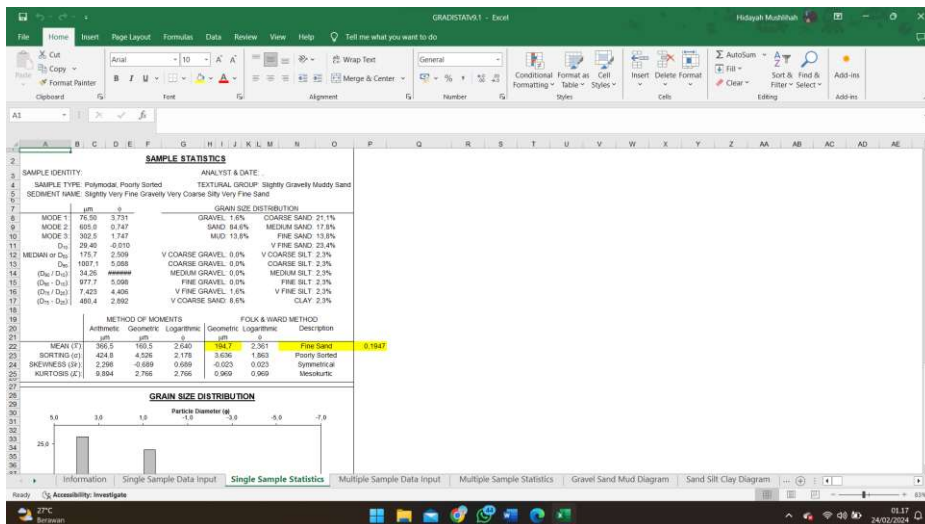 GRADISTATv9.1 - Excel
Hidayah Mushlihah
File Home Insert Page Layout Formulas Data Review View Help Tell me what you want to do
Cut
Copy
Format Painter
Paste
Arial 10
Wrap Text
Merge & Center
General
Conditional Formatting
Format as Table
Cell Styles
Insert Delete Format
AutoSum
Fill
Clear
Sort & Filter
Find & Select
Add-ins
Clipboard Font Alignment Number Styles Cells Editing Add-ins
A1
A B C D E F G H I J K L M N O P Q R S T U V W X Y Z AA AB AC AD AE
SAMPLE STATISTICS
SAMPLE IDENTITY: ANALYST & DATE:
SAMPLE TYPE: Polymodal, Poorly Sorted TEXTURAL GROUP: Slightly Gravelly Muddy Sand
SEDIMENT NAME: Slightly Very Fine Gravelly Very Coarse Silty Very Fine Sand
µm ϕ GRAIN SIZE DISTRIBUTION
MODE 1: 76,50 3,731 GRAVEL: 1,6% COARSE SAND: 21,1%
MODE 2: 605,0 0,747 SAND: 84,6% MEDIUM SAND: 17,8%
MODE 3: 302,5 1,747 MUD: 13,8% FINE SAND: 13,8%
D10: 29,40 -0,010 V FINE SAND: 23,4%
MEDIAN or D50: 175,7 2,509 V COARSE GRAVEL: 0,0% V COARSE SILT: 2,3%
D90: 1007,1 5,088 COARSE GRAVEL: 0,0% COARSE SILT: 2,3%
(D90 / D10): 34,26 ###### MEDIUM GRAVEL: 0,0% MEDIUM SILT: 2,3%
(D90 - D10): 977,7 5,098 FINE GRAVEL: 0,0% FINE SILT: 2,3%
(D75 / D25): 7,423 4,406 V FINE GRAVEL: 1,6% V FINE SILT: 2,3%
(D75 - D25): 480,4 2,892 V COARSE SAND: 8,6% CLAY: 2,3%
METHOD OF MOMENTS FOLK & WARD METHOD
Arithmetic Geometric Logarithmic Geometric Logarithmic Description
µm µm ϕ µm ϕ
MEAN (x̄): 366,5 160,5 2,640 194,7 2,361 Fine Sand 0,1947
SORTING (σ): 424,8 4,526 2,178 3,636 1,863 Poorly Sorted
SKEWNESS (Sk): 2,298 -0,689 0,689 -0,023 0,023 Symmetrical
KURTOSIS (K): 9,894 2,766 2,766 0,969 0,969 Mesokurtic
GRAIN SIZE DISTRIBUTION
Particle Diameter (ϕ)
5,0 3,0 1,0 -1,0 -3,0 -5,0 -7,0
25,0
Information Single Sample Data Input Single Sample Statistics Multiple Sample Data Input Multiple Sample Statistics Gravel Sand Mud Diagram Sand Silt Clay Diagram
Ready Accessibility: Investigate 83%
27°C
Berawan
01.17
24/02/2024